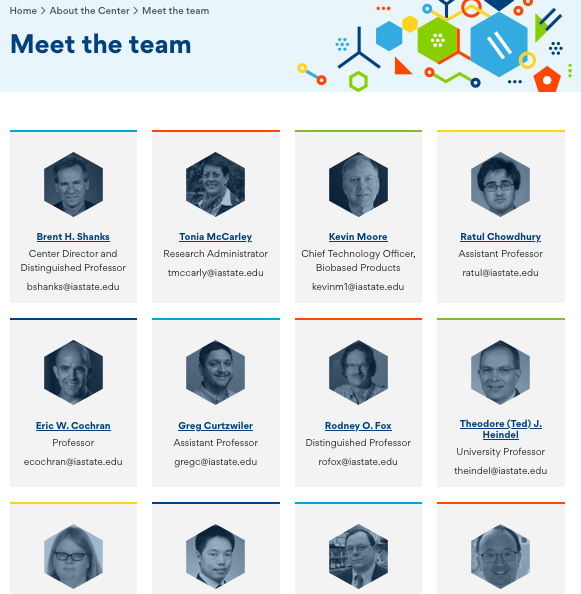 Home > About the Center > Meet the team
Meet the team
Brent H. Shanks
Center Director and
Distinguished Professor
bshanks@iastate.edu
Tonia McCarley
Research Administrator
tmccarly@iastate.edu
Kevin Moore
Chief Technology Officer,
Biobased Products
kevinm1@iastate.edu
Ratul Chowdhury
Assistant Professor
ratul@iastate.edu
Eric W. Cochran
Professor
ecochran@iastate.edu
Greg Curtzwiler
Assistant Professor
gregc@iastate.edu
Rodney O. Fox
Distinguished Professor
rofox@iastate.edu
Theodore (Ted) J.
Heindel
University Professor
theindel@iastate.edu